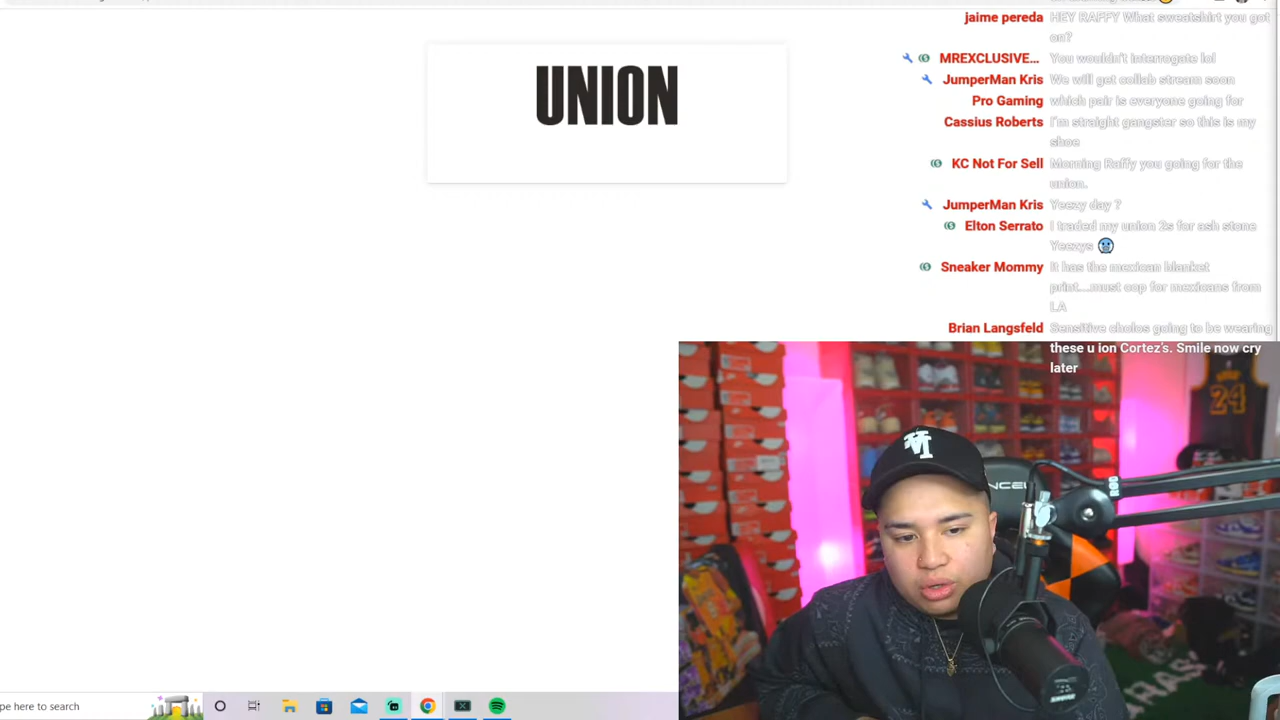 UNION
jaime pereda HEY RAFFY What sweatshirt you got
on?
MREXCLUSIVE... You wouldn't interrogate lol
JumperMan Kris We will get collab stream soon
Pro Gaming which pair is everyone going for
Cassius Roberts I'm straight gangster so this is my
shoe
KC Not For Sell Morning Raffy you going for the
union.
JumperMan Kris Yeezy day ?
Elton Serrato I traded my union 2s for ash stone
Yeezys
Sneaker Mommy It has the mexican blanket
print...must cop for mexicans from
LA
Brian Langsfeld Sensitive cholos going to be wearing
these u ion Cortez's. Smile now cry
later
24
NCEL
pe here to search